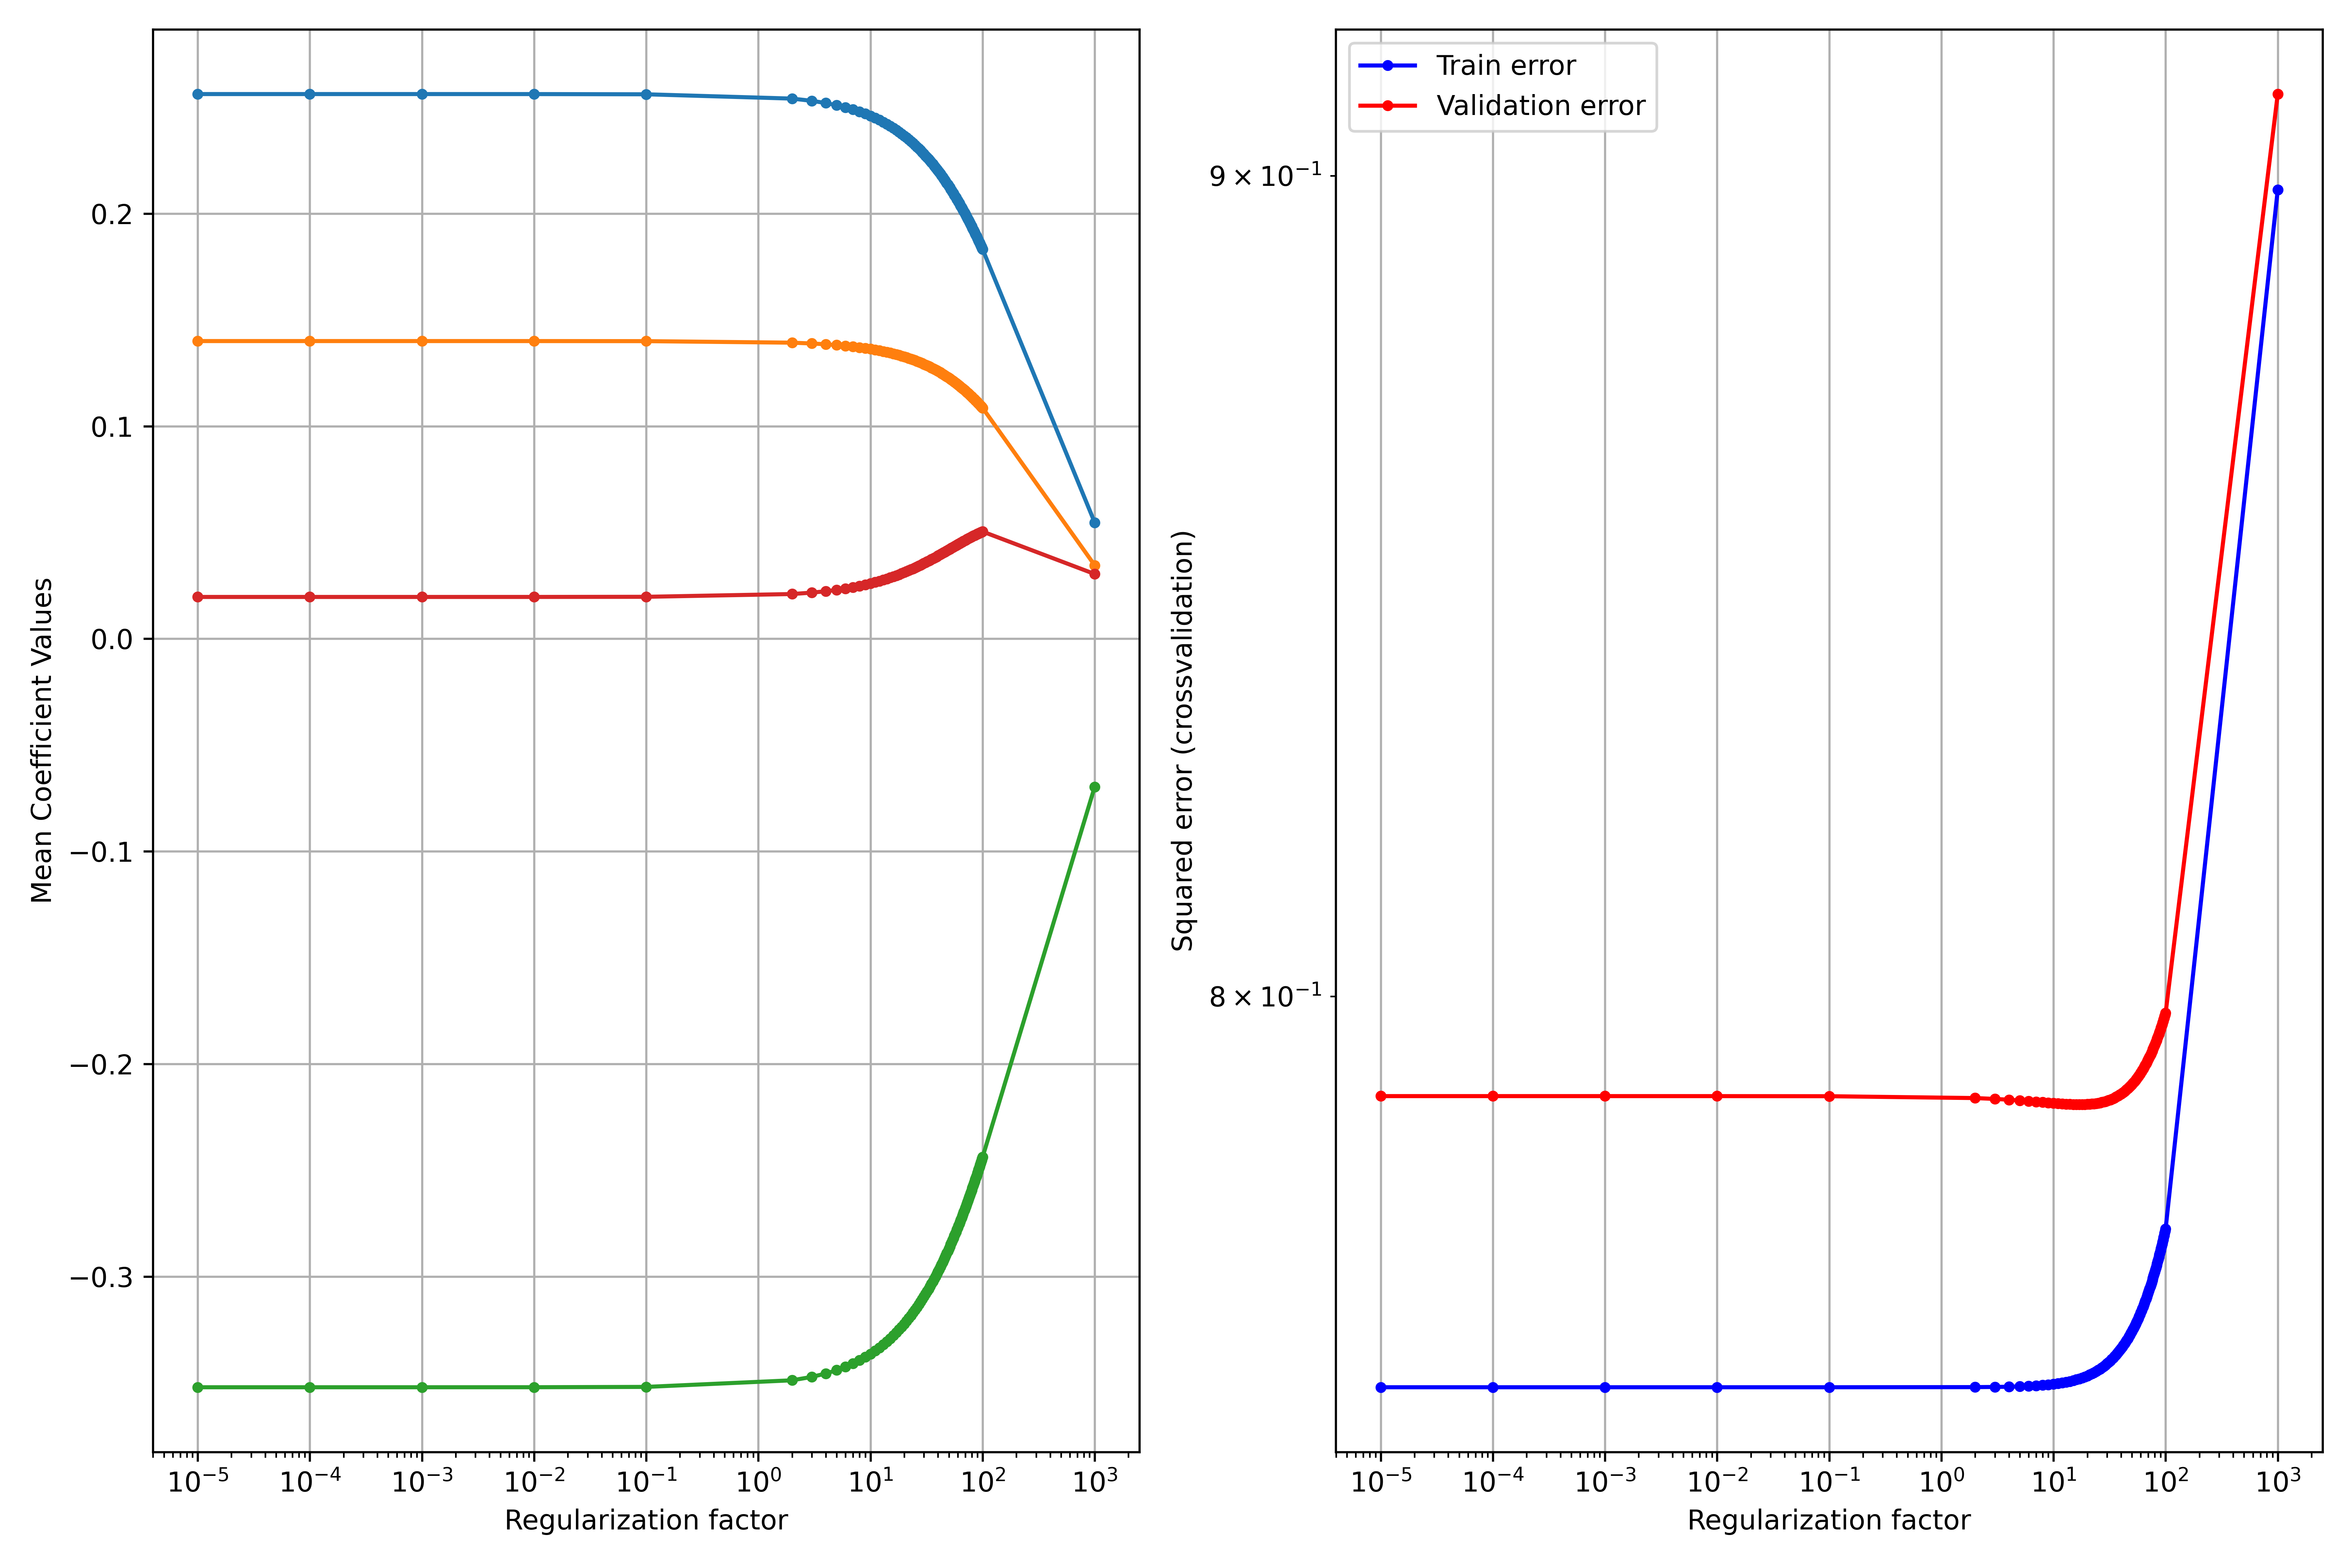 Mean Coefficient Values
0.2
0.1
0.0
−0.1
−0.2
−0.3
10⁻⁵ 10⁻⁴ 10⁻³ 10⁻² 10⁻¹ 10⁰ 10¹ 10² 10³
Regularization factor
Squared error (crossvalidation)
9 × 10⁻¹
8 × 10⁻¹
Train error
Validation error
10⁻⁵ 10⁻⁴ 10⁻³ 10⁻² 10⁻¹ 10⁰ 10¹ 10² 10³
Regularization factor